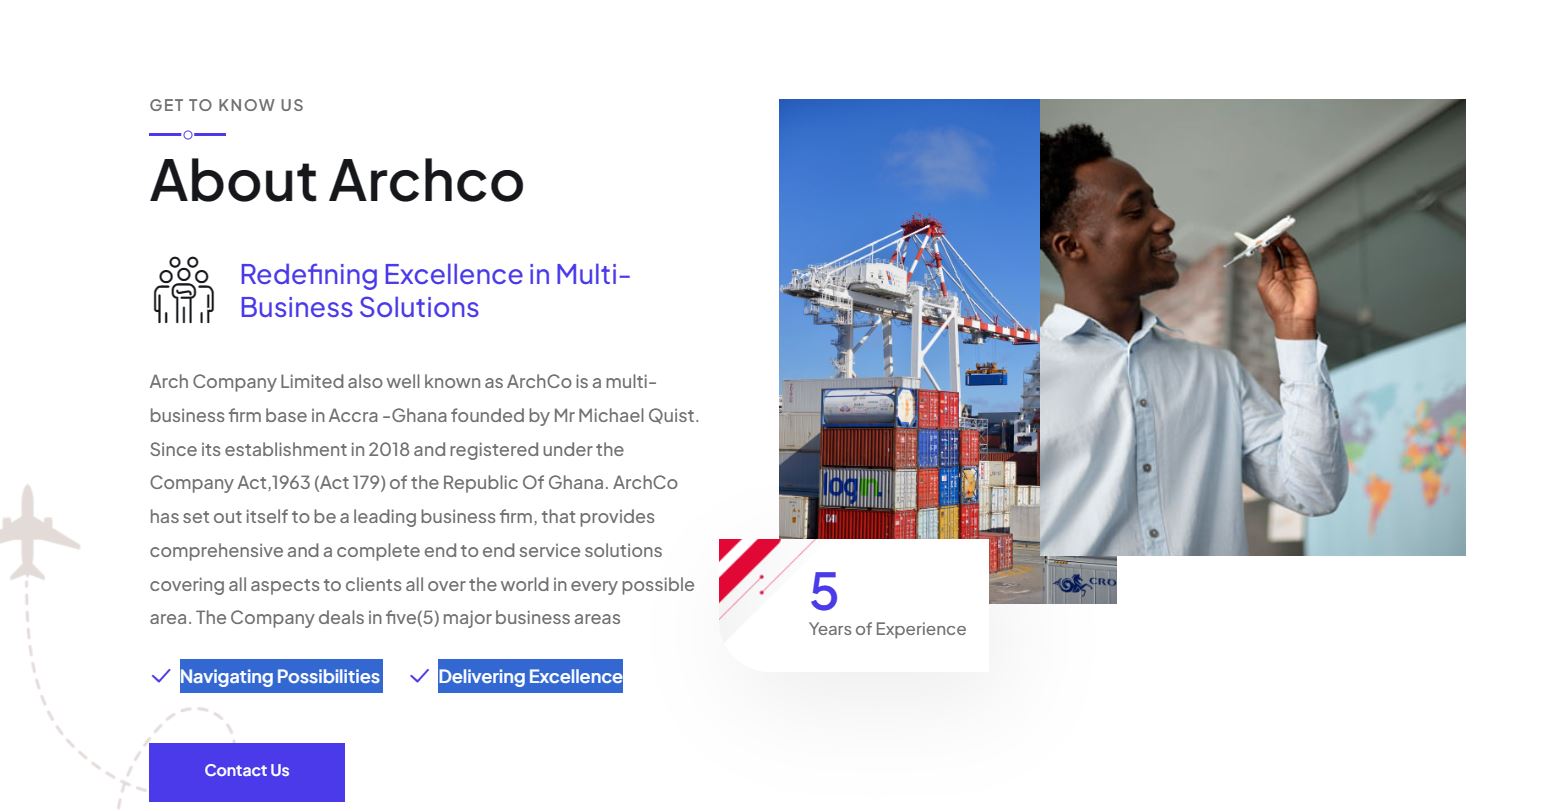 GET TO KNOW US
About Archco
Redefining Excellence in Multi-
Business Solutions
Arch Company Limited also well known as ArchCo is a multi-
business firm base in Accra -Ghana founded by Mr Michael Quist.
Since its establishment in 2018 and registered under the
Company Act,1963 (Act 179) of the Republic Of Ghana. ArchCo
has set out itself to be a leading business firm, that provides
comprehensive and a complete end to end service solutions
covering all aspects to clients all over the world in every possible
area. The Company deals in five(5) major business areas
Navigating Possibilities
Delivering Excellence
Contact Us
login.
CRO
5
Years of Experience